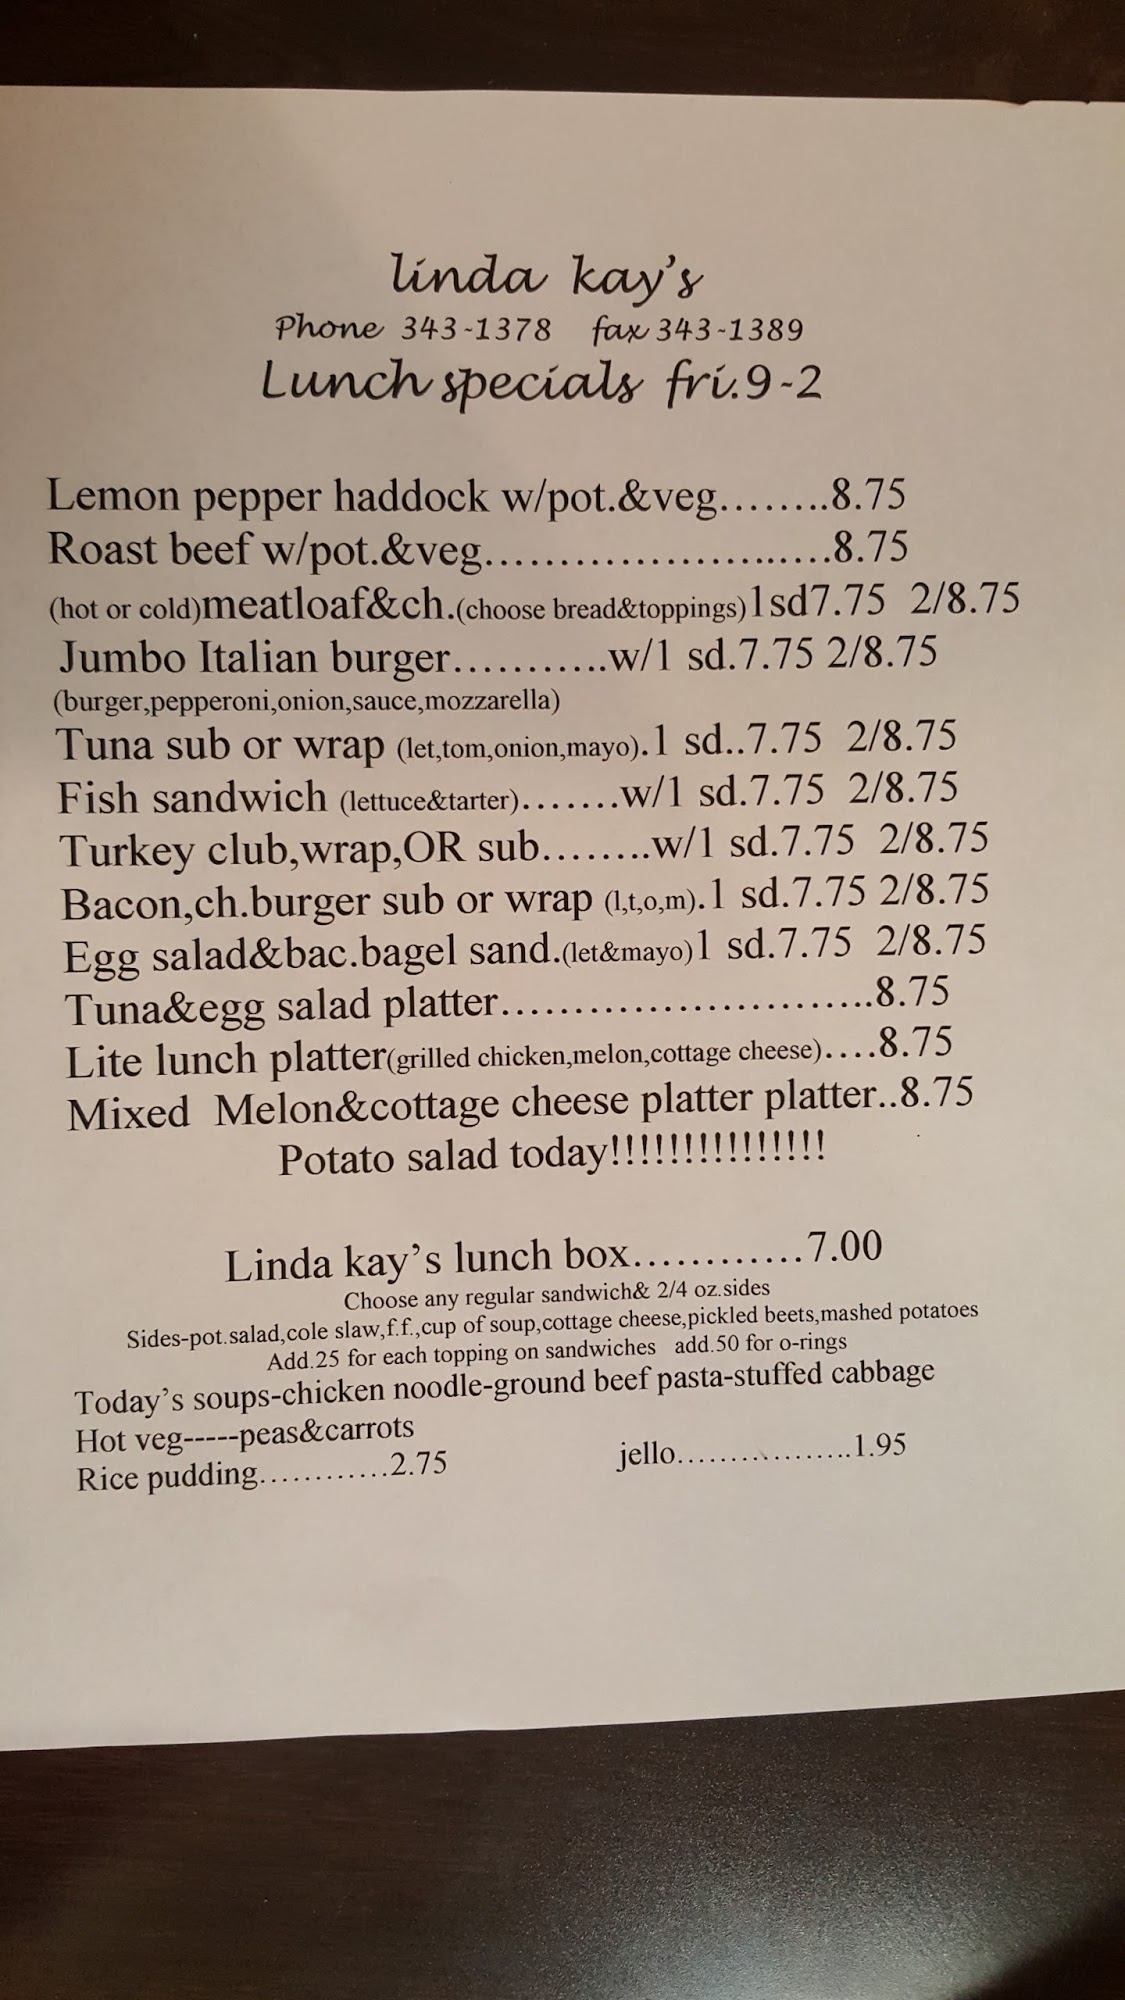 linda kay's
Phone 343-1378 fax 343-1389
Lunch specials fri.9-2
Lemon pepper haddock w/pot.&veg........8.75
Roast beef w/pot.&veg............................8.75
(hot or cold)meatloaf&ch.(choose bread&toppings)1sd7.75 2/8.75
Jumbo Italian burger...........w/1 sd.7.75 2/8.75
(burger,pepperoni,onion,sauce,mozzarella)
Tuna sub or wrap (let,tom,onion,mayo).1 sd..7.75 2/8.75
Fish sandwich (lettuce&tarter).......w/1 sd.7.75 2/8.75
Turkey club,wrap,OR sub........w/1 sd.7.75 2/8.75
Bacon,ch.burger sub or wrap (l,t,o,m).1 sd.7.75 2/8.75
Egg salad&bac.bagel sand.(let&mayo)1 sd.7.75 2/8.75
Tuna&egg salad platter..............................8.75
Lite lunch platter(grilled chicken,melon,cottage cheese)....8.75
Mixed Melon&cottage cheese platter platter..8.75
Potato salad today!!!!!!!!!!!!!!!
Linda kay's lunch box............7.00
Choose any regular sandwich& 2/4 oz.sides
Sides-pot.salad,cole slaw,f.f.,cup of soup,cottage cheese,pickled beets,mashed potatoes
Add.25 for each topping on sandwiches add.50 for o-rings
Today's soups-chicken noodle-ground beef pasta-stuffed cabbage
Hot veg-----peas&carrots
Rice pudding............2.75 jello.................1.95